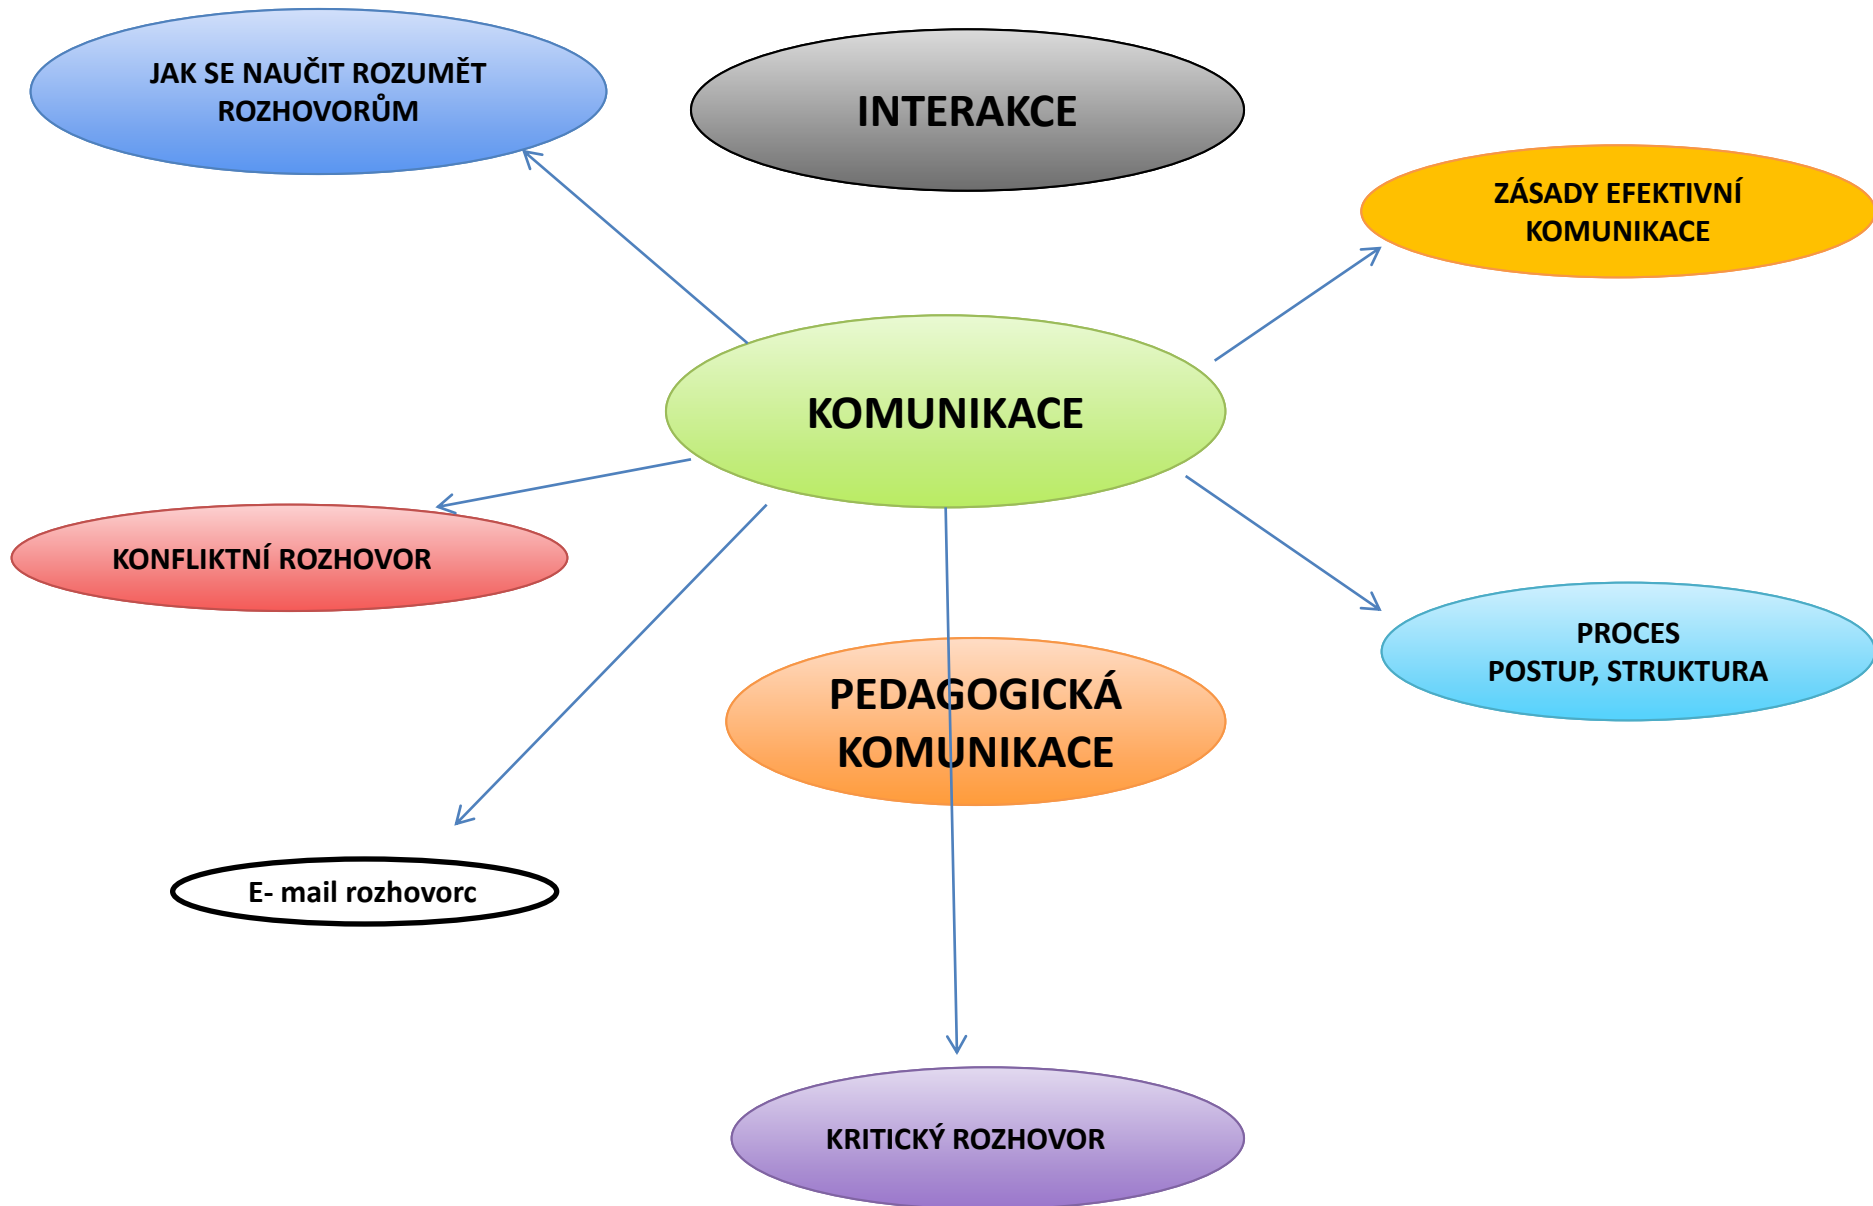 JAK SE NAUČIT ROZUMĚT
ROZHOVORŮM
INTERAKCE
ZÁSADY EFEKTIVNÍ
KOMUNIKACE
KOMUNIKACE
KONFLIKTNÍ ROZHOVOR
PROCES
POSTUP, STRUKTURA
PEDAGOGICKÁ
KOMUNIKACE
E- mail rozhovorc
KRITICKÝ ROZHOVOR